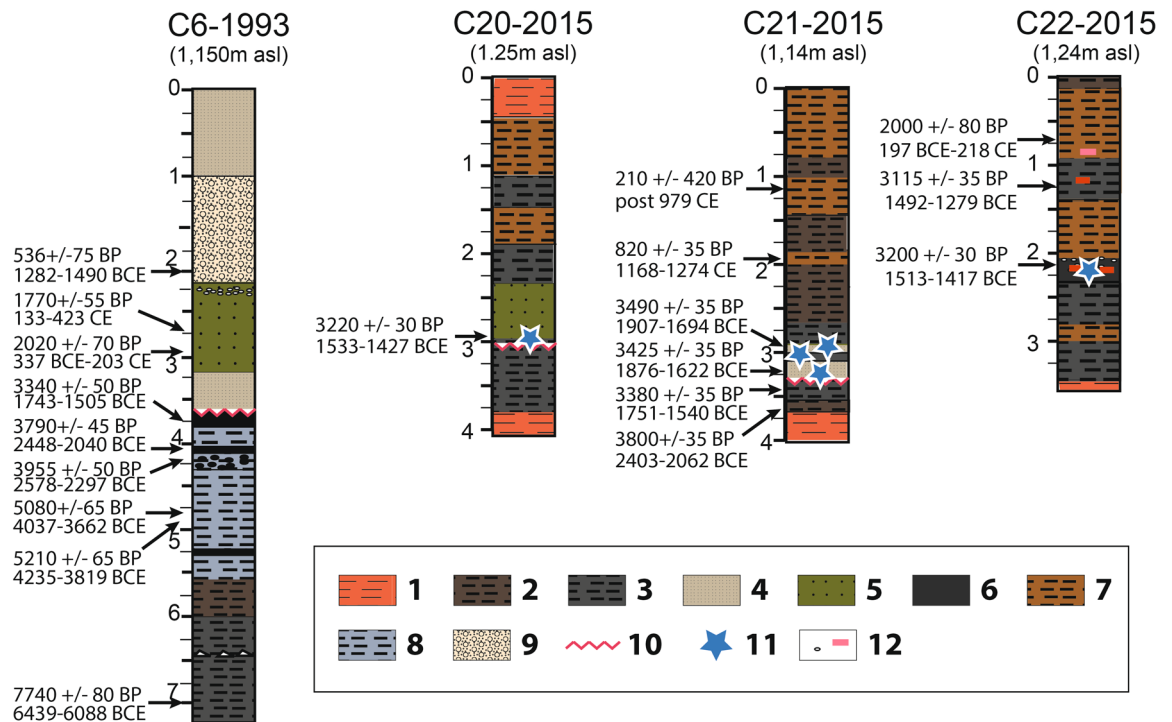 C6-1993
(1,150m asl)
0
1
2
3
4
5
6
7
536+/-75 BP
1282-1490 BCE
1770+/-55 BP
133-423 CE
2020 +/- 70 BP
337 BCE-203 CE
3340 +/- 50 BP
1743-1505 BCE
3790+/- 45 BP
2448-2040 BCE
3955 +/- 50 BP
2578-2297 BCE
5080+/-65 BP
4037-3662 BCE
5210 +/- 65 BP
4235-3819 BCE
7740 +/- 80 BP
6439-6088 BCE
C20-2015
(1.25m asl)
0
1
2
3
4
3220 +/- 30 BP
1533-1427 BCE
C21-2015
(1,14m asl)
0
1
2
3
4
210 +/- 420 BP
post 979 CE
820 +/- 35 BP
1168-1274 CE
3490 +/- 35 BP
1907-1694 BCE
3425 +/- 35 BP
1876-1622 BCE
3380 +/- 35 BP
1751-1540 BCE
3800+/-35 BP
2403-2062 BCE
C22-2015
(1,24m asl)
0
1
2
3
2000 +/- 80 BP
197 BCE-218 CE
3115 +/- 35 BP
1492-1279 BCE
3200 +/- 30 BP
1513-1417 BCE
1 2 3 4 5 6 7
8 9 10 11 12